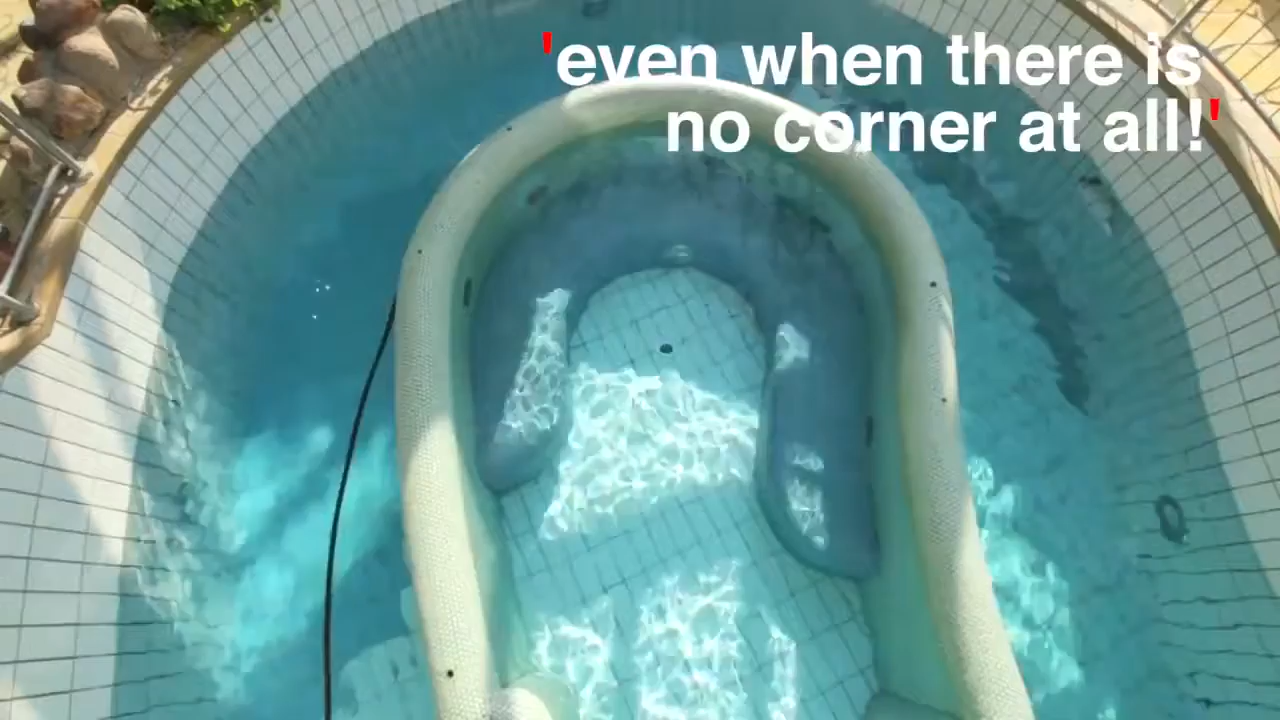 'even when there is
no corner at all!'